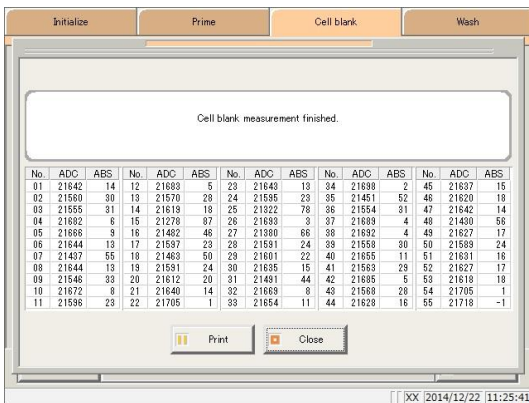 Initialize Prime Cell blank Wash
Cell blank measurement finished.
No. ADC ABS No. ADC ABS No. ADC ABS No. ADC ABS No. ADC ABS
01 21642 14 12 21683 5 23 21643 13 34 21698 2 45 21637 15
02 21560 30 13 21570 28 24 21595 23 35 21451 52 46 21620 18
03 21555 31 14 21619 18 25 21322 78 36 21554 31 47 21642 14
04 21682 6 15 21278 87 26 21693 3 37 21689 4 48 21430 56
05 21666 9 16 21482 46 27 21380 66 38 21692 4 49 21627 17
06 21644 13 17 21597 23 28 21591 24 39 21558 30 50 21589 24
07 21437 55 18 21463 50 29 21601 22 40 21655 11 51 21631 16
08 21644 13 19 21591 24 30 21635 15 41 21563 29 52 21627 17
09 21546 33 20 21612 20 31 21491 44 42 21685 5 53 21618 18
10 21672 8 21 21640 14 32 21669 8 43 21568 28 54 21705 1
11 21596 23 22 21705 1 33 21654 11 44 21628 16 55 21718 -1
Print Close
XX 2014/12/22 11:25:41